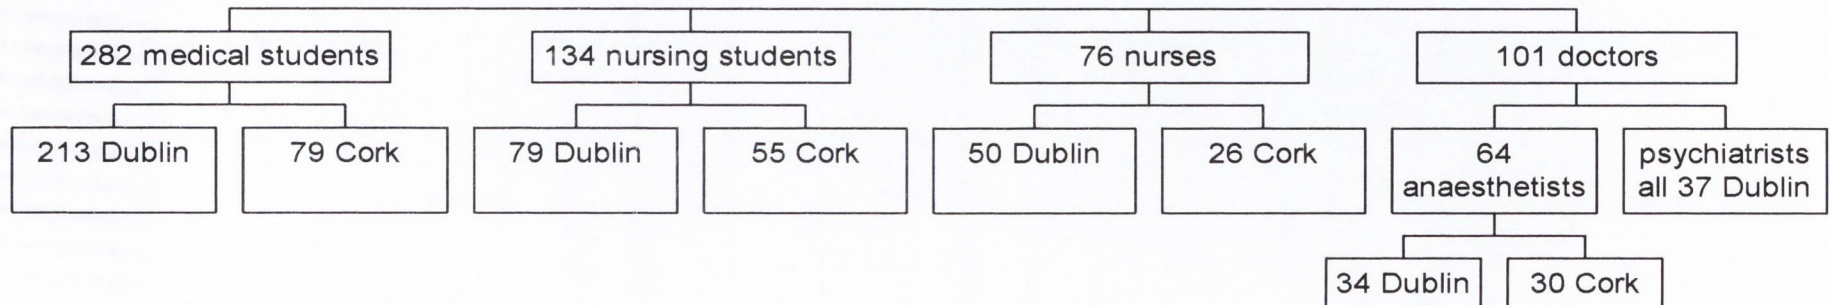 282 medical students
134 nursing students
76 nurses
101 doctors
213 Dublin
79 Cork
79 Dublin
55 Cork
50 Dublin
26 Cork
64
anaesthetists
psychiatrists
all 37 Dublin
34 Dublin
30 Cork